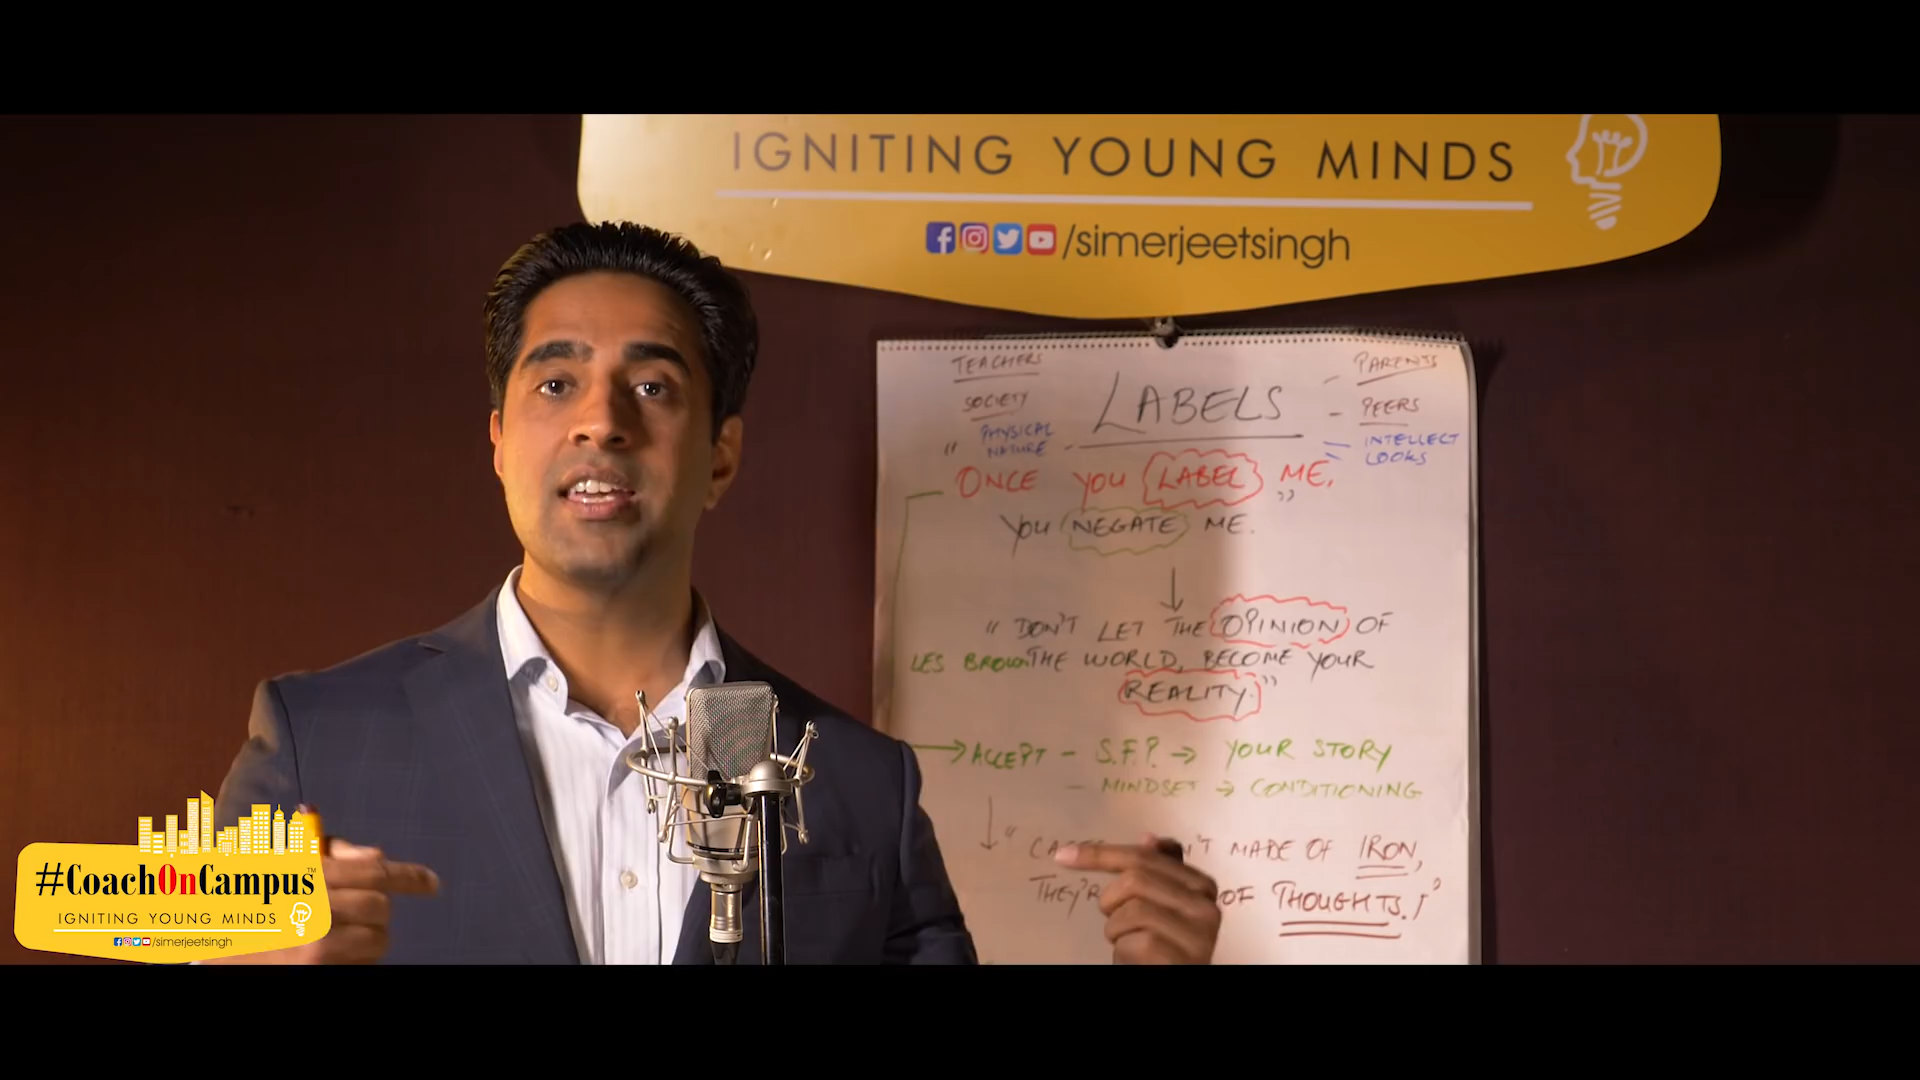 IGNITING YOUNG MINDS
/simerjeetsingh
TEACHERS
PARENTS
SOCIETY
LABELS
PEERS
PHYSICAL
NATURE
INTELLECT
LOOKS
" ONCE YOU LABEL ME,
YOU NEGATE ME. "
" DON'T LET THE OPINION OF
LES BROWN THE WORLD, BECOME YOUR
REALITY."
ACCEPT - S.F.P. → YOUR STORY
- MINDSET → CONDITIONING
" MADE OF IRON,
OF THOUGHTS.!"
#CoachOnCampus™
IGNITING YOUNG MINDS
/simerjeetsingh